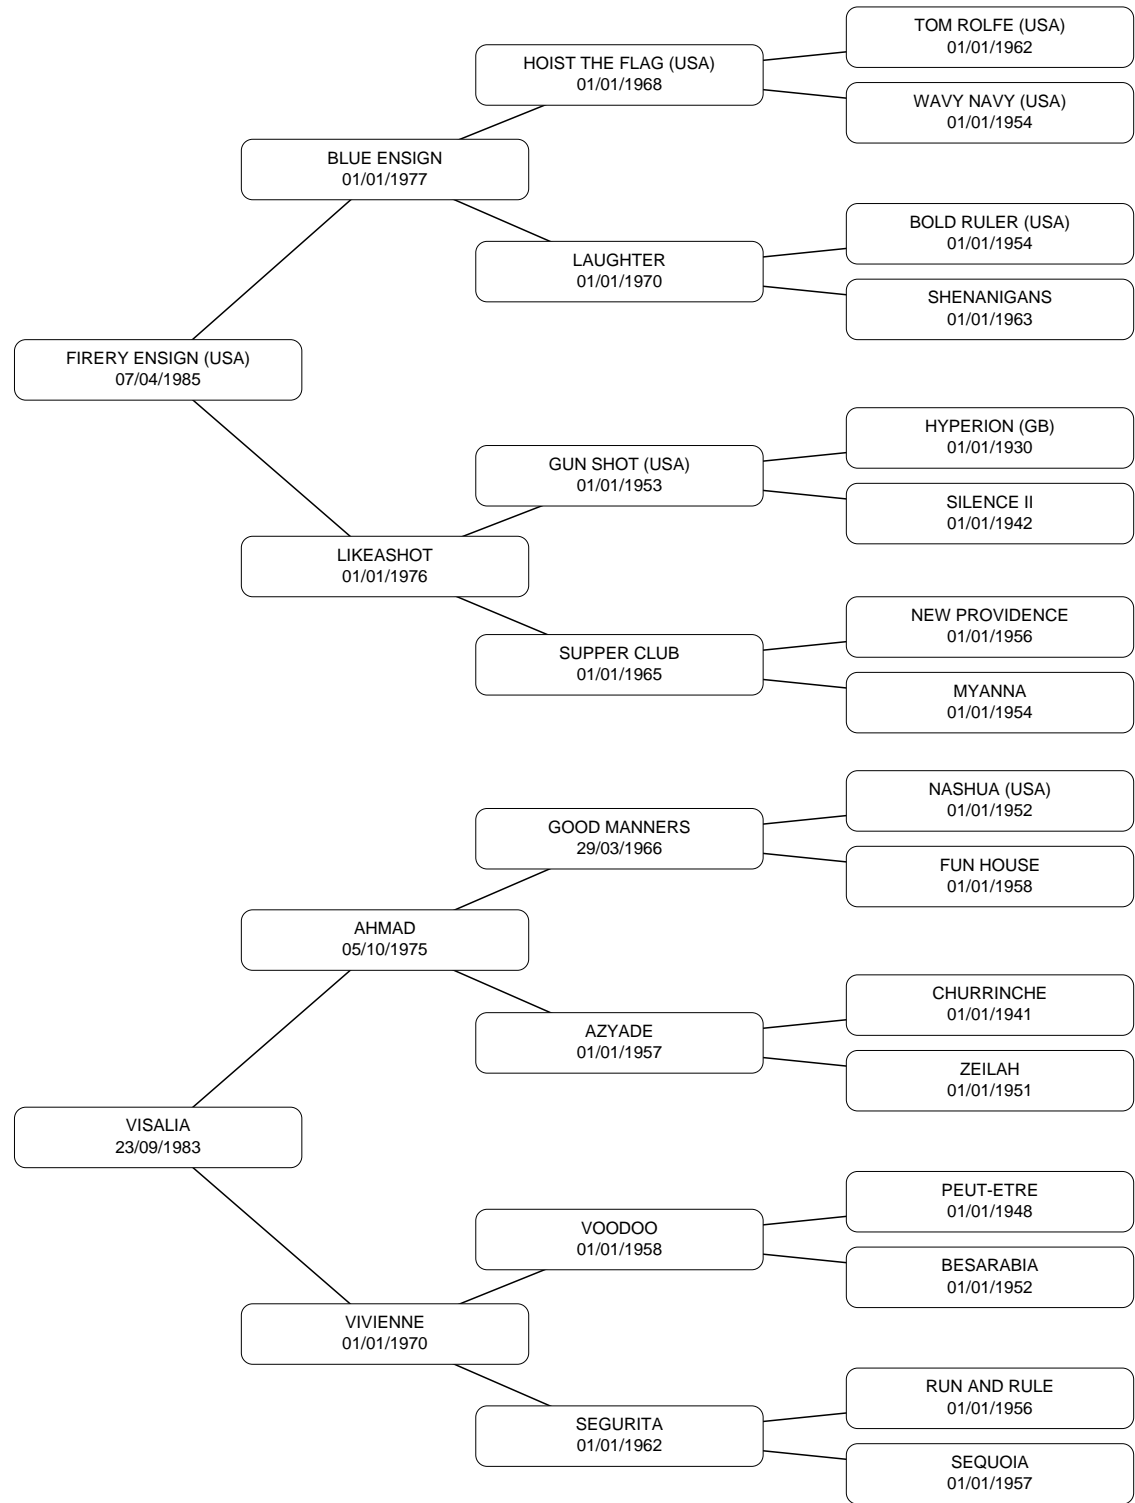 TOM ROLFE (USA)
01/01/1962
HOIST THE FLAG (USA)
01/01/1968
WAVY NAVY (USA)
01/01/1954
BLUE ENSIGN
01/01/1977
BOLD RULER (USA)
01/01/1954
LAUGHTER
01/01/1970
SHENANIGANS
01/01/1963
FIRERY ENSIGN (USA)
07/04/1985
HYPERION (GB)
01/01/1930
GUN SHOT (USA)
01/01/1953
SILENCE II
01/01/1942
LIKEASHOT
01/01/1976
NEW PROVIDENCE
01/01/1956
SUPPER CLUB
01/01/1965
MYANNA
01/01/1954
NASHUA (USA)
01/01/1952
GOOD MANNERS
29/03/1966
FUN HOUSE
01/01/1958
AHMAD
05/10/1975
CHURRINCHE
01/01/1941
AZYADE
01/01/1957
ZEILAH
01/01/1951
VISALIA
23/09/1983
PEUT-ETRE
01/01/1948
VOODOO
01/01/1958
BESARABIA
01/01/1952
VIVIENNE
01/01/1970
RUN AND RULE
01/01/1956
SEGURITA
01/01/1962
SEQUOIA
01/01/1957